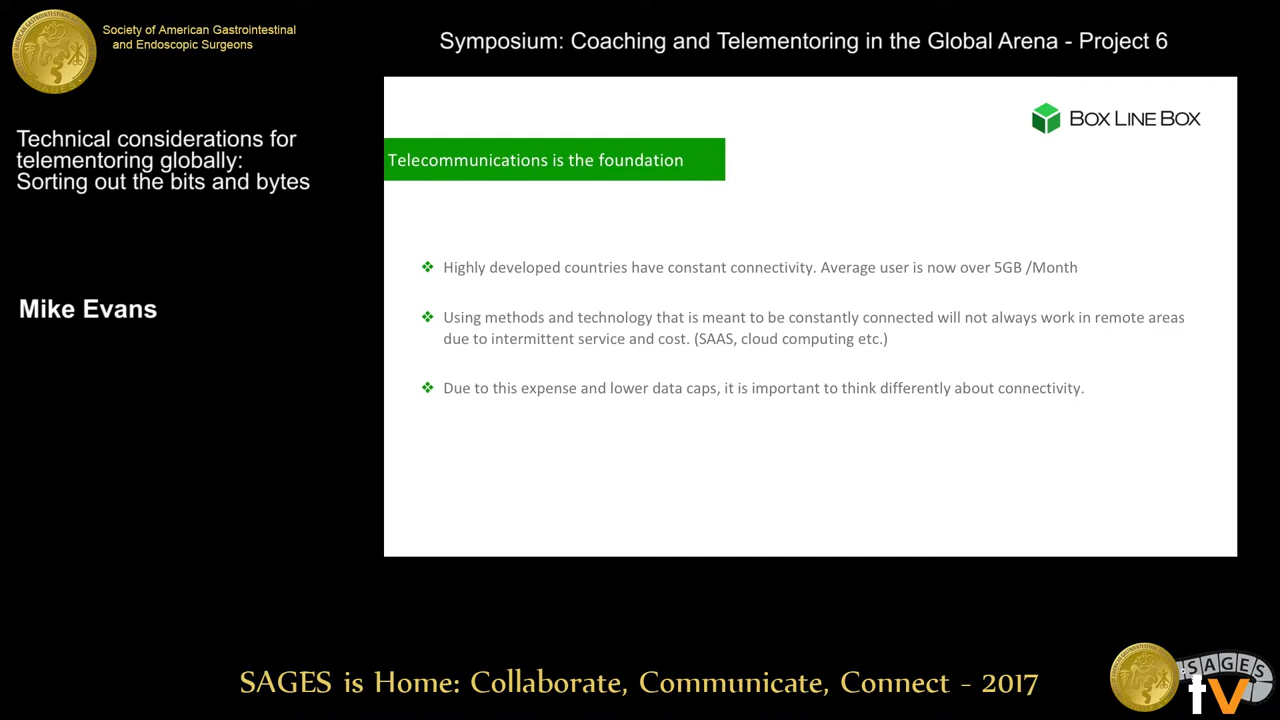 Society of American Gastrointestinal
and Endoscopic Surgeons
Symposium: Coaching and Telementoring in the Global Arena - Project 6
Technical considerations for
telementoring globally:
Sorting out the bits and bytes
Mike Evans
BOX LINE BOX
Telecommunications is the foundation
❖ Highly developed countries have constant connectivity. Average user is now over 5GB /Month
❖ Using methods and technology that is meant to be constantly connected will not always work in remote areas
due to intermittent service and cost. (SAAS, cloud computing etc.)
❖ Due to this expense and lower data caps, it is important to think differently about connectivity.
SAGES is Home: Collaborate, Communicate, Connect - 2017
SAGES
tv